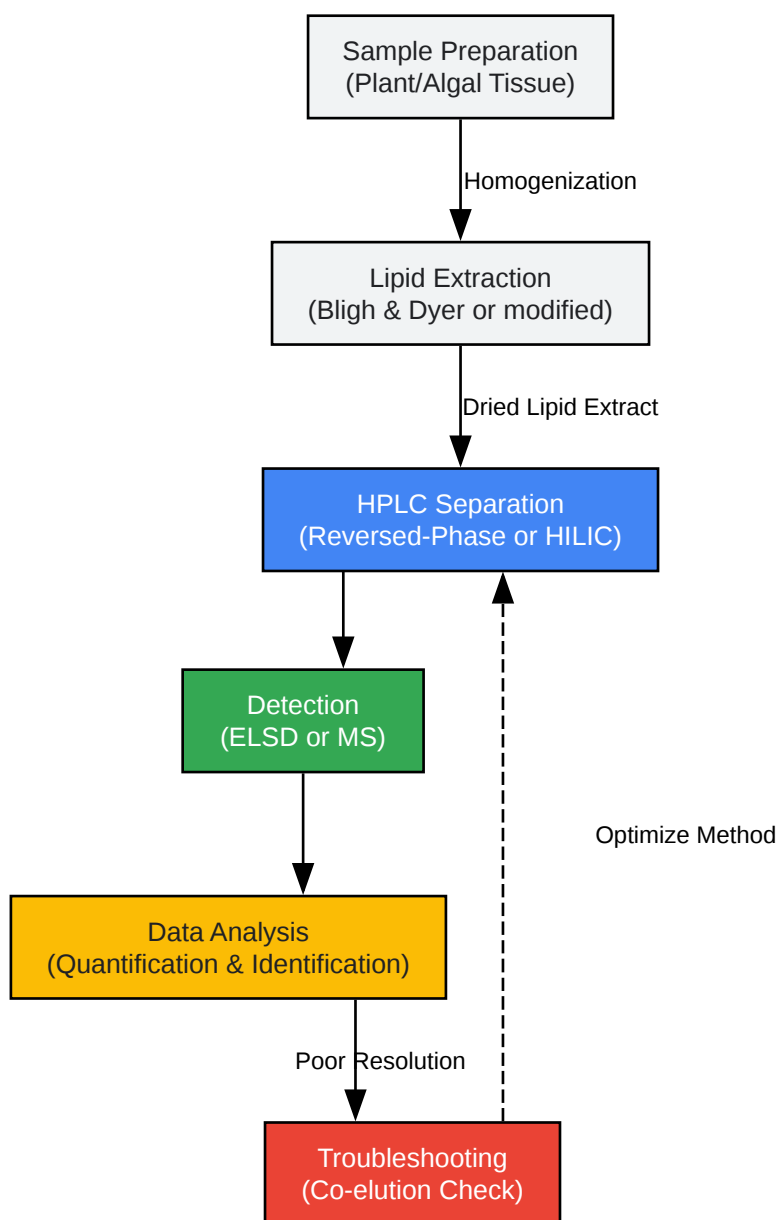 Sample Preparation
(Plant/Algal Tissue)
Homogenization
Lipid Extraction
(Bligh & Dyer or modified)
Dried Lipid Extract
HPLC Separation
(Reversed-Phase or HILIC)
Detection
(ELSD or MS)
Optimize Method
Data Analysis
(Quantification & Identification)
Poor Resolution
Troubleshooting
(Co-elution Check)